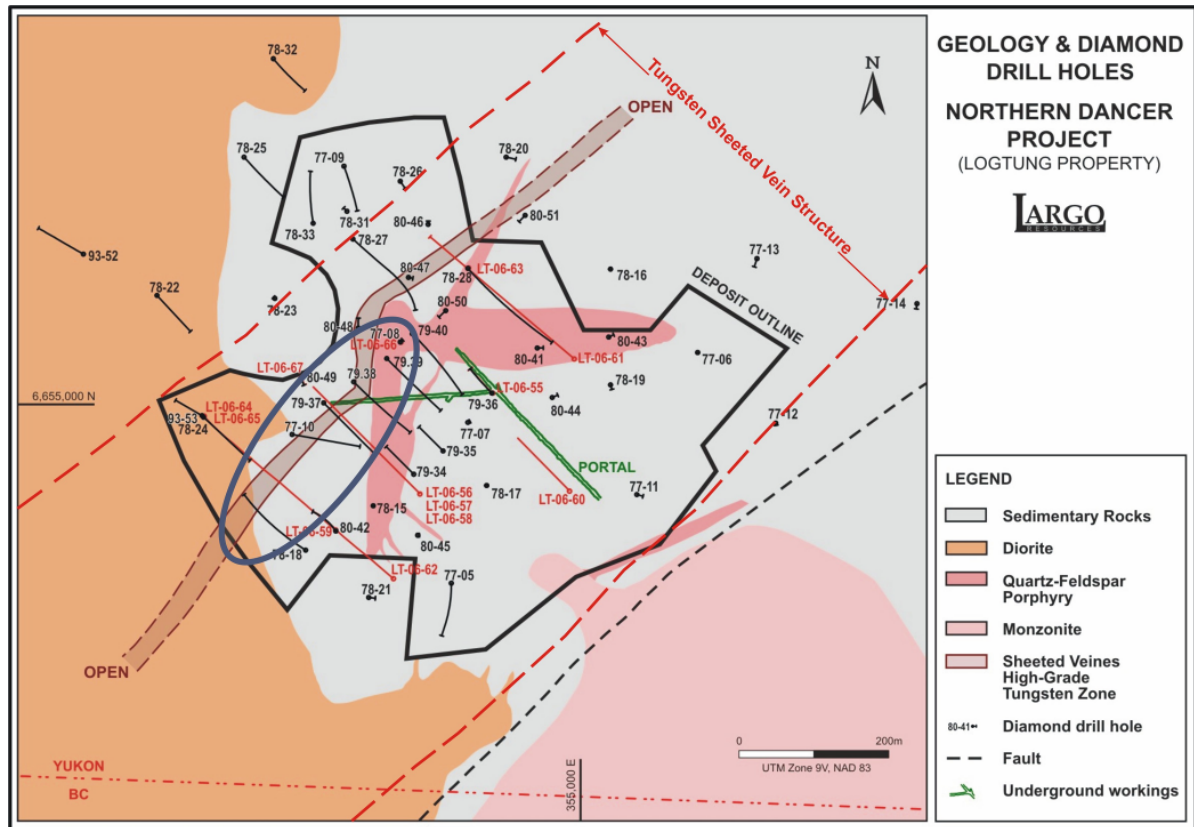 GEOLOGY & DIAMOND
DRILL HOLES
NORTHERN DANCER
PROJECT
(LOGTUNG PROPERTY)
LARGO
RESOURCES
N
Tungsten Sheeted Vein Structure
OPEN
78-32
78-25
77-09
78-26
78-20
78-31
80-46
80-51
78-33
78-27
93-52
80-47
78-28
LT-06-63
78-16
77-13
78-22
78-23
80-50
DEPOSIT OUTLINE
77-14
80-48
77-08
79-40
LT-06-66
80-41
80-43
LT-06-61
77-06
LT-06-67
80-49
79.38
79.39
LT-06-55
78-19
6,655,000 N
LT-06-64
LT-06-65
93-53
78-24
79-37
79-36
80-44
77-12
77-10
77-07
79-35
PORTAL
79-34
78-17
LT-06-60
77-11
LT-06-56
LT-06-57
LT-06-58
78-15
LT-06-59
80-42
80-45
78-18
LT-06-62
77-05
78-21
OPEN
YUKON
BC
355,000 E
0
200m
UTM Zone 9V, NAD 83
LEGEND
Sedimentary Rocks
Diorite
Quartz-Feldspar
Porphyry
Monzonite
Sheeted Veines
High-Grade
Tungsten Zone
80-41
Diamond drill hole
Fault
Underground workings